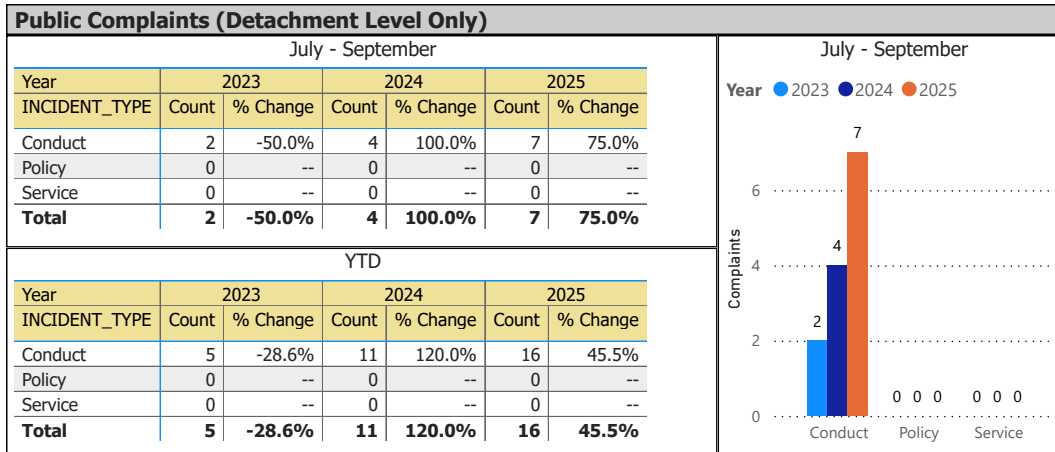 Public Complaints (Detachment Level Only)
July - September
Year 2023 2024 2025
INCIDENT_TYPE Count % Change Count % Change Count % Change
Conduct 2 -50.0% 4 100.0% 7 75.0%
Policy 0 -- 0 -- 0 --
Service 0 -- 0 -- 0 --
Total 2 -50.0% 4 100.0% 7 75.0%
YTD
Year 2023 2024 2025
INCIDENT_TYPE Count % Change Count % Change Count % Change
Conduct 5 -28.6% 11 120.0% 16 45.5%
Policy 0 -- 0 -- 0 --
Service 0 -- 0 -- 0 --
Total 5 -28.6% 11 120.0% 16 45.5%
July - September
Year 2023 2024 2025
7
6
4
4
2
2
0 0 0 0 0 0
0
Complaints
Conduct Policy Service